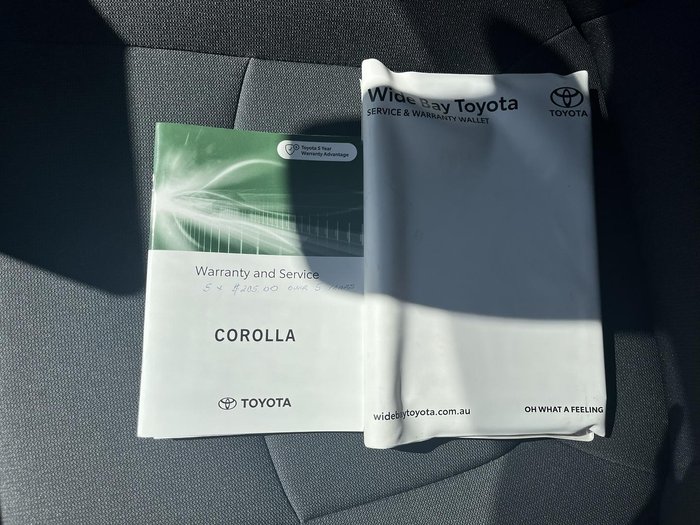 Toyota 5 Year
Warranty Advantage
Warranty and Service
5 x $285.00 over 5 years
COROLLA
TOYOTA
Wide Bay Toyota
SERVICE & WARRANTY WALLET
TOYOTA
widebaytoyota.com.au
OH WHAT A FEELING